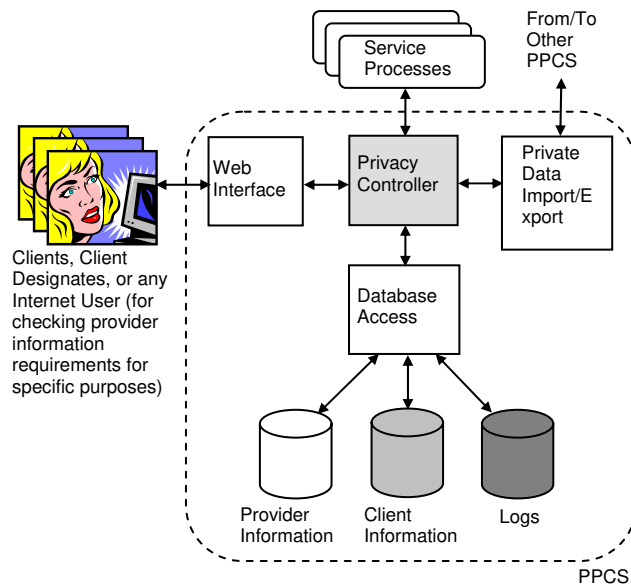 Service
Processes
From/To
Other
PPCS
Web
Interface
Privacy
Controller
Private
Data
Import/E
xport
Clients, Client
Designates, or any
Internet User (for
checking provider
information
requirements for
specific purposes)
Database
Access
Provider
Information
Client
Information
Logs
PPCS